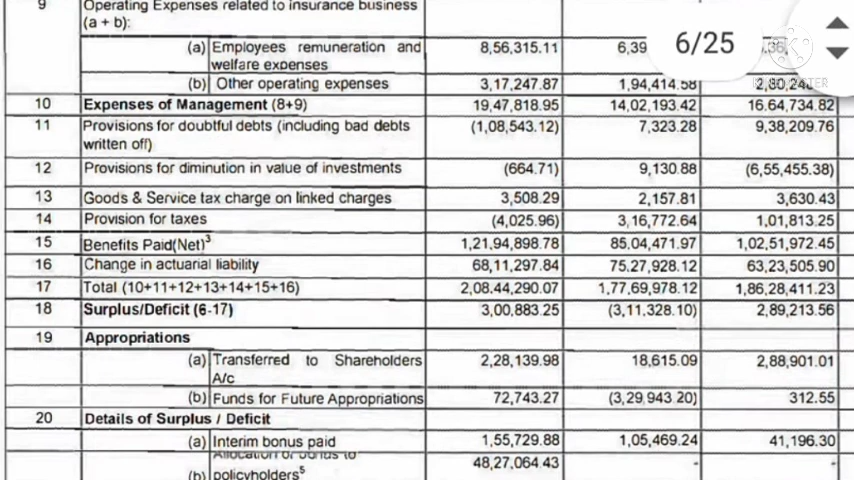 9 Operating Expenses related to insurance business
(a + b):
(a) Employees remuneration and 8,56,315.11 6,39
welfare expenses
(b) Other operating expenses 3,17,247.87 1,94,414.58
6/25
10 Expenses of Management (8+9) 19,47,818.95 14,02,193.42 16,64,734.82
11 Provisions for doubtful debts (including bad debts (1,08,543.12) 7,323.28 9,38,209.76
written off)
12 Provisions for diminution in value of investments (664.71) 9,130.88 (6,55,455.38)
13 Goods & Service tax charge on linked charges 3,508.29 2,157.81 3,630.43
14 Provision for taxes (4,025.96) 3,16,772.64 1,01,813.25
15 Benefits Paid(Net)3 1,21,94,898.78 85,04,471.97 1,02,51,972.45
16 Change in actuarial liability 68,11,297.84 75,27,928.12 63,23,505.90
17 Total (10+11+12+13+14+15+16) 2,08,44,290.07 1,77,69,978.12 1,86,28,411.23
18 Surplus/Deficit (6-17) 3,00,883.25 (3,11,328.10) 2,89,213.56
19 Appropriations
(a) Transferred to Shareholders 2,28,139.98 18,615.09 2,88,901.01
A/c
(b) Funds for Future Appropriations 72,743.27 (3,29,943.20) 312.55
20 Details of Surplus / Deficit
(a) Interim bonus paid 1,55,729.88 1,05,469.24 41,196.30
Allocation of bonus to 48,27,064.43 - -
(b) policyholders5